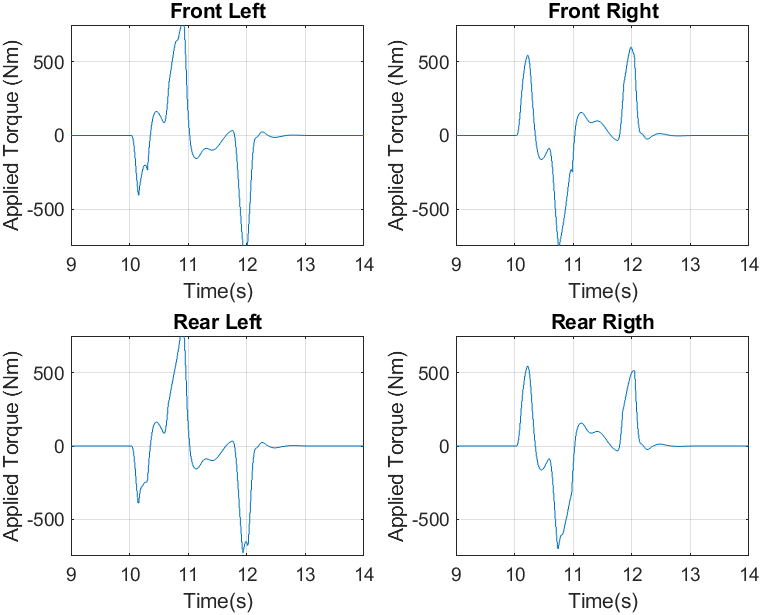 Front Left
Applied Torque (Nm)
500
0
-500
9 10 11 12 13 14
Time(s)
Front Right
Applied Torque (Nm)
500
0
-500
9 10 11 12 13 14
Time(s)
Rear Left
Applied Torque (Nm)
500
0
-500
9 10 11 12 13 14
Time(s)
Rear Rigth
Applied Torque (Nm)
500
0
-500
9 10 11 12 13 14
Time(s)